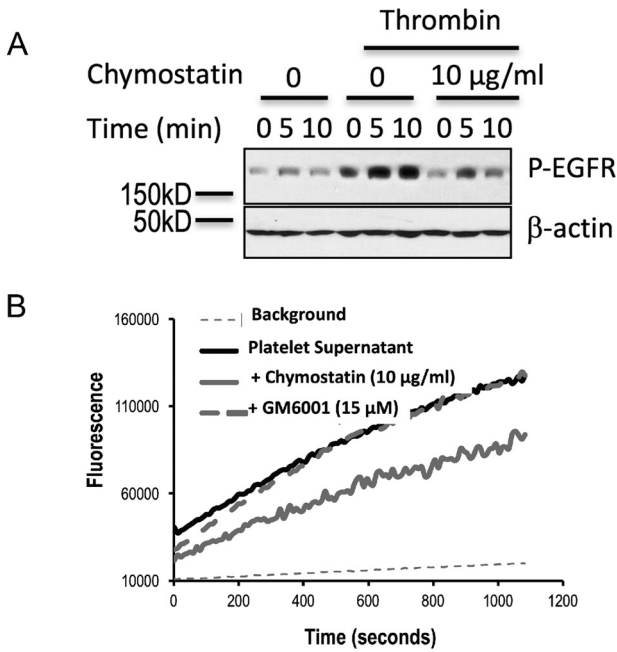 A
Thrombin
Chymostatin 0 0 10 µg/ml
Time (min) 0 5 10 0 5 10 0 5 10
P-EGFR
150kD
50kD
β-actin
B
160000
110000
60000
10000
Fluorescence
Background
Platelet Supernatant
+ Chymostatin (10 µg/ml)
+ GM6001 (15 µM)
0 200 400 600 800 1000 1200
Time (seconds)